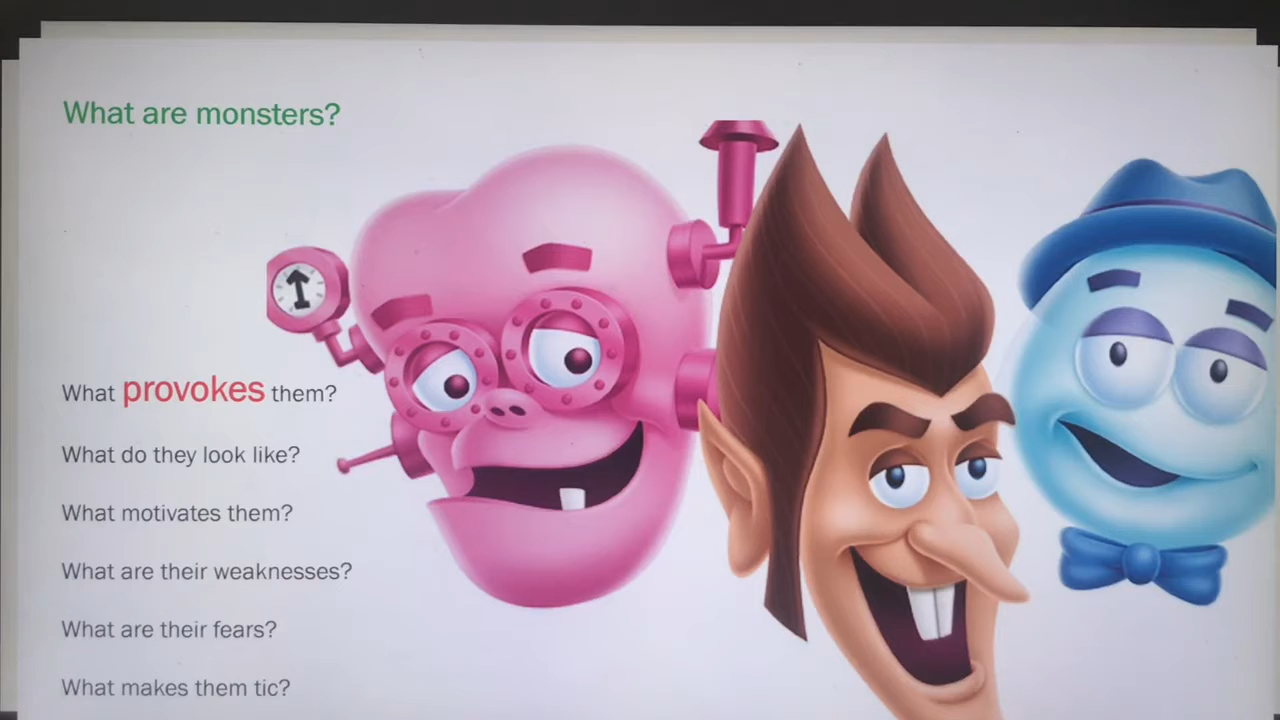 What are monsters?
What provokes them?
What do they look like?
What motivates them?
What are their weaknesses?
What are their fears?
What makes them tic?